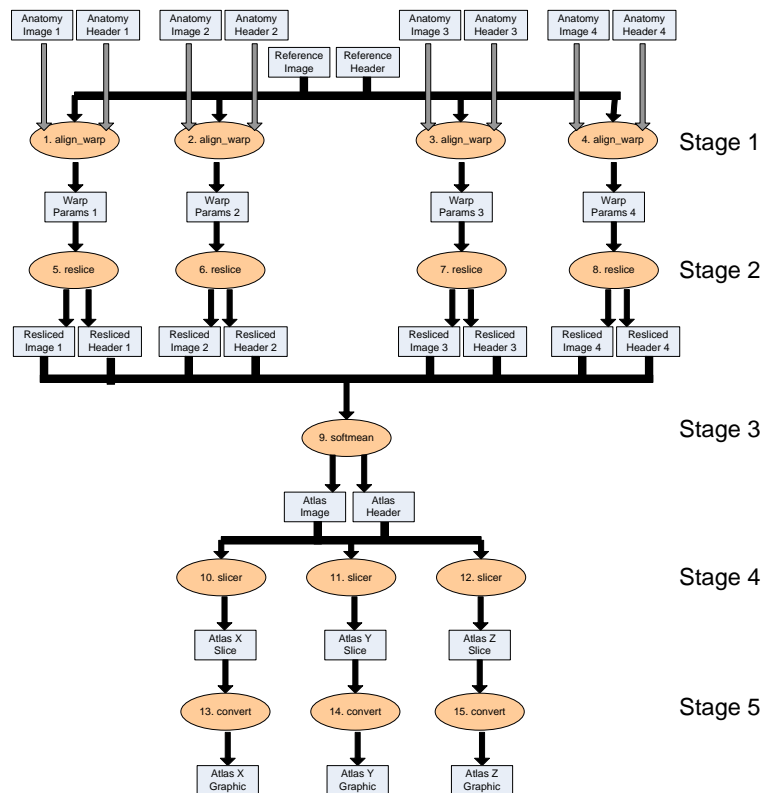 Anatomy Image 1
Anatomy Header 1
Anatomy Image 2
Anatomy Header 2
Anatomy Image 3
Anatomy Header 3
Anatomy Image 4
Anatomy Header 4
Reference Image
Reference Header
1. align_warp
2. align_warp
3. align_warp
4. align_warp
Stage 1
Warp Params 1
Warp Params 2
Warp Params 3
Warp Params 4
5. reslice
6. reslice
7. reslice
8. reslice
Stage 2
Resliced Image 1
Resliced Header 1
Resliced Image 2
Resliced Header 2
Resliced Image 3
Resliced Header 3
Resliced Image 4
Resliced Header 4
9. softmean
Stage 3
Atlas Image
Atlas Header
10. slicer
11. slicer
12. slicer
Stage 4
Atlas X Slice
Atlas Y Slice
Atlas Z Slice
13. convert
14. convert
15. convert
Stage 5
Atlas X Graphic
Atlas Y Graphic
Atlas Z Graphic